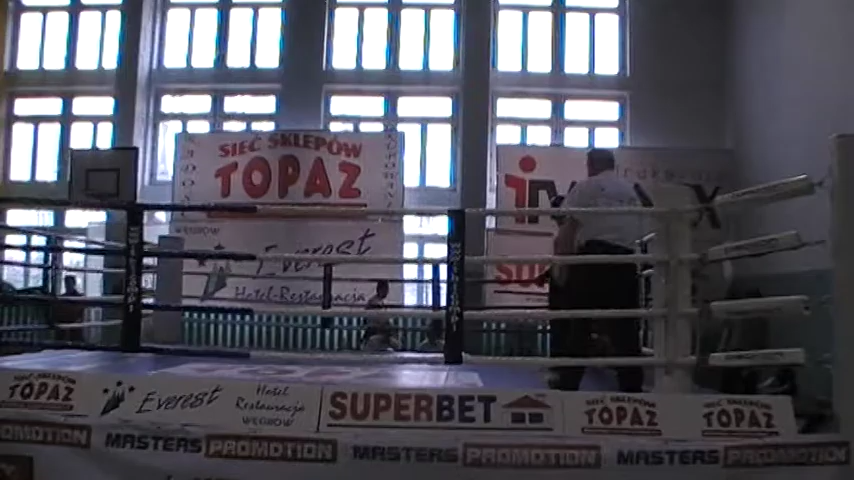 SIEĆ SKLEPÓW
TOPAZ
WĘGRÓW
Everest
Hotel-Restauracja
SIEĆ SKLEPÓW
TOPAZ
Everest
Hotel
Restauracja
WĘGRÓW
SUPERBET
SIEĆ SKLEPÓW
TOPAZ
SIEĆ SKLEPÓW
TOPAZ
PROMOTION
MASTERS PROMOTION
MASTERS PROMOTION
MASTERS PROMOTION